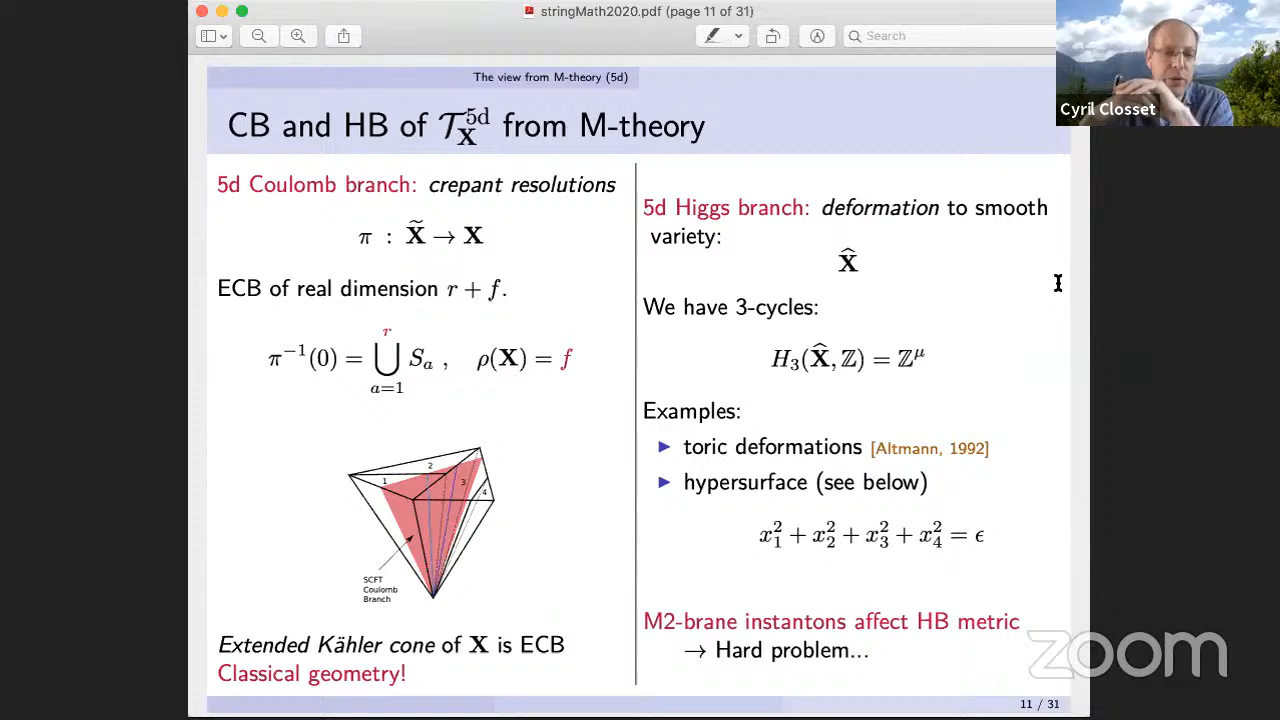 stringMath2020.pdf (page 11 of 31)
Search
Cyril Closset
The view from M-theory (5d)
CB and HB of 𝒯_𝐗^{5d} from M-theory
5d Coulomb branch: crepant resolutions
π : X̃ → X
ECB of real dimension r + f.
π⁻¹(0) = ⋃_{a=1}^{r} S_a , ρ(X) = f
1
2
3
4
SCFT
Coulomb
Branch
Extended Kähler cone of X is ECB
Classical geometry!
5d Higgs branch: deformation to smooth
variety:
X̂
We have 3-cycles:
H₃(X̂, ℤ) = ℤ^μ
Examples:
▶ toric deformations [Altmann, 1992]
▶ hypersurface (see below)
x₁² + x₂² + x₃² + x₄² = ϵ
M2-brane instantons affect HB metric
→ Hard problem...
11 / 31
zoom